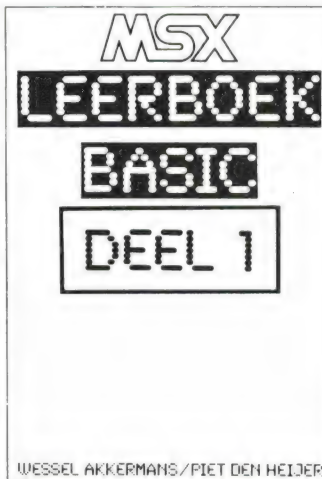 MSX
LEERBOEK
BASIC
DEEL 1
WESSEL AKKERMANS/PIET DEN HEIJER